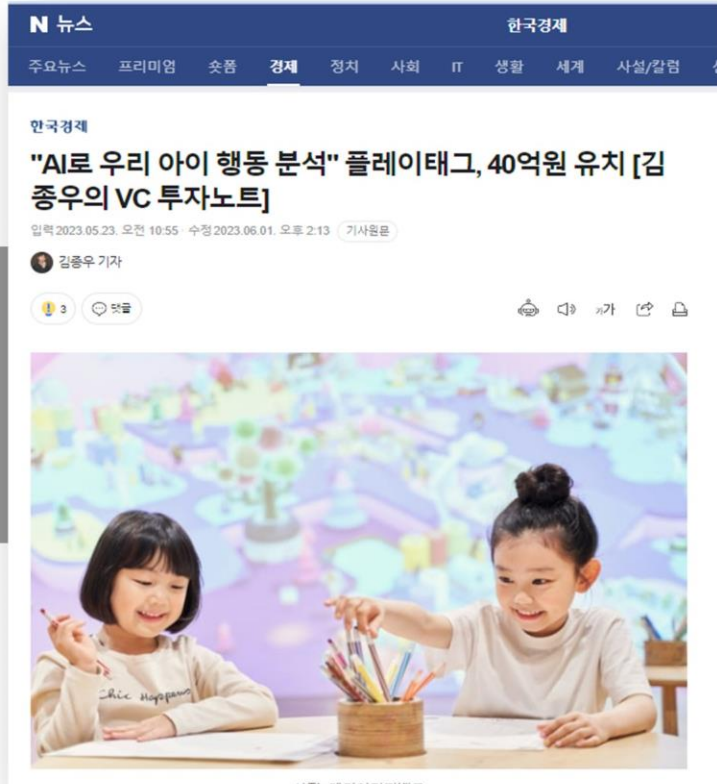 N 뉴스
한국경제
주요뉴스 프리미엄 숏폼 경제 정치 사회 IT 생활 세계 사설/칼럼
한국경제
"AI로 우리 아이 행동 분석" 플레이태그, 40억원 유치 [김
종우의 VC 투자노트]
입력 2023.05.23. 오전 10:55 · 수정 2023.06.01. 오후 2:13 기사원문
김종우 기자
3 댓글
가가
Chic Happens